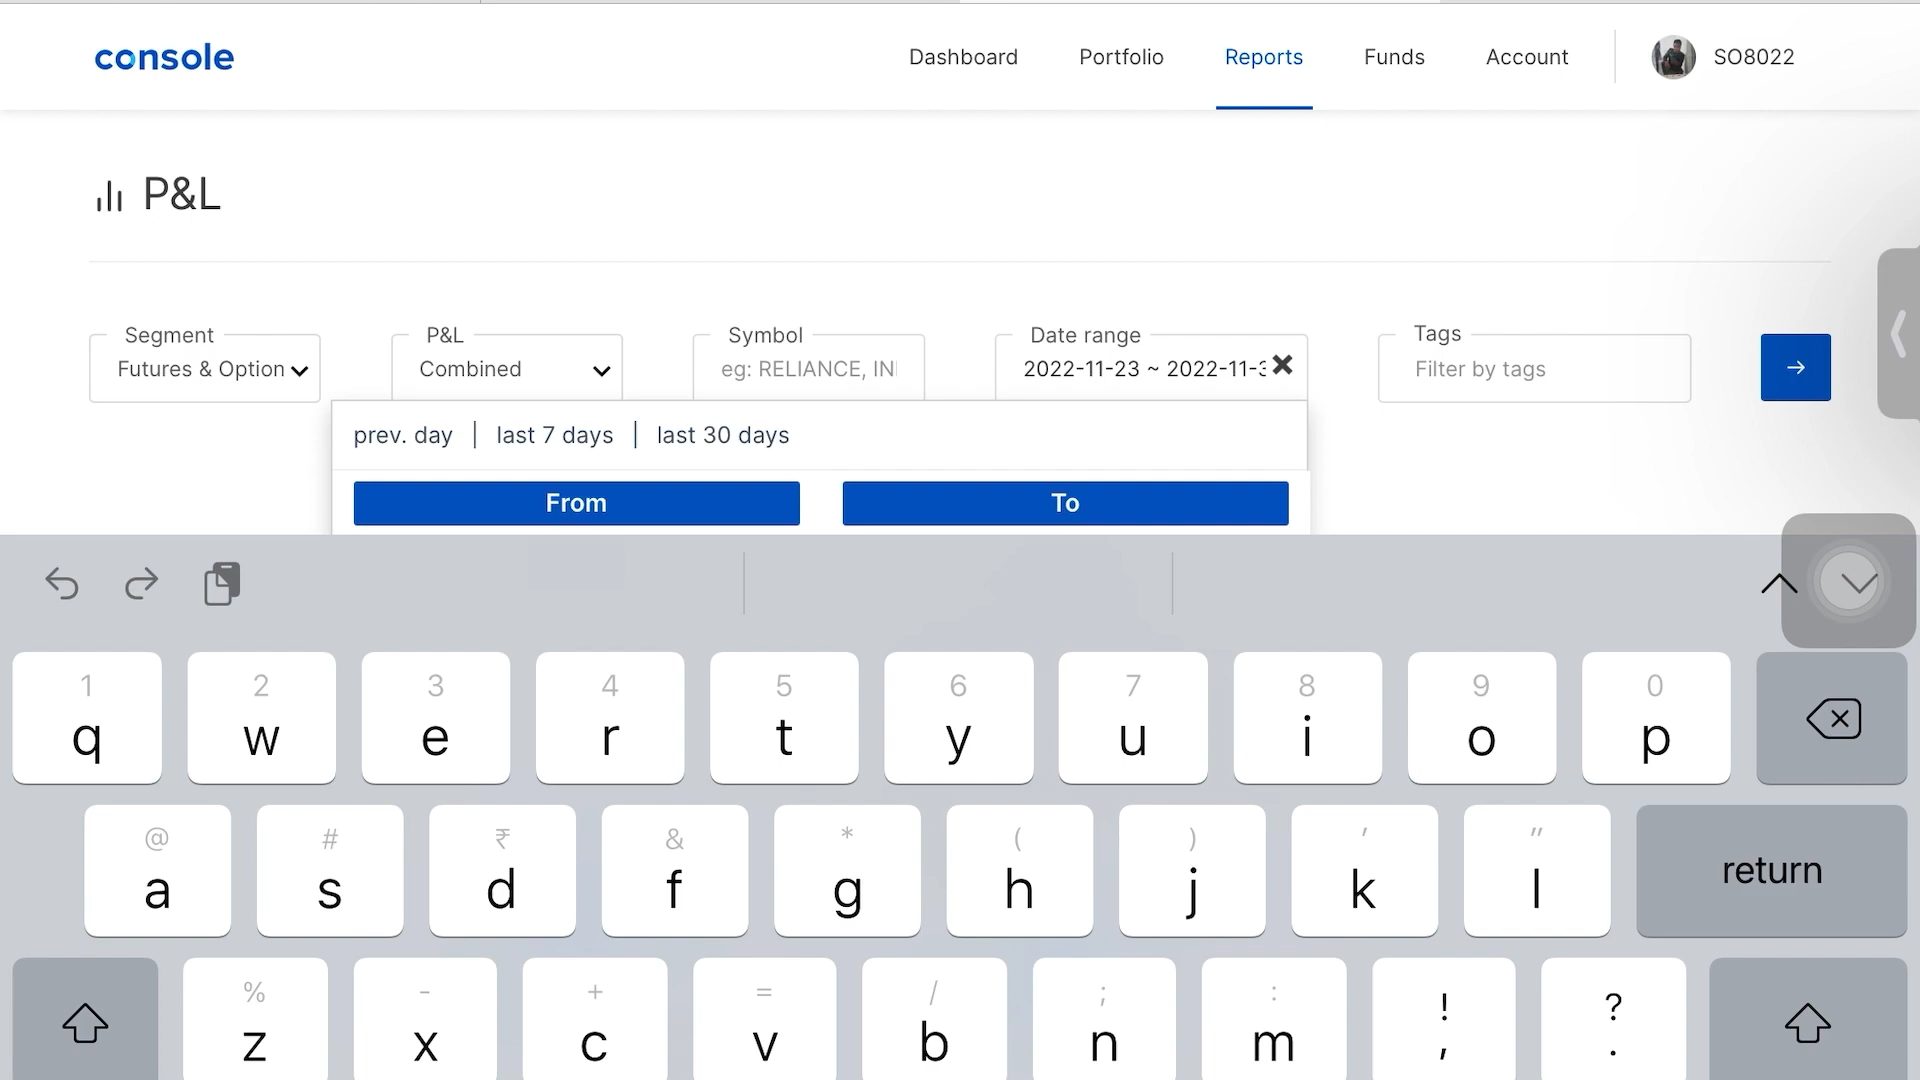 console
Dashboard Portfolio Reports Funds Account SO8022
P&L
Segment P&L Symbol Date range Tags
Futures & Option Combined eg: RELIANCE, IN 2022-11-23 ~ 2022-11-3 Filter by tags
prev. day | last 7 days | last 30 days
From To
1 2 3 4 5 6 7 8 9 0
q w e r t y u i o p
@ # ₹ & * ( ) ' "
a s d f g h j k l return
% - + = / ; : ! ?
z x c v b n m , .